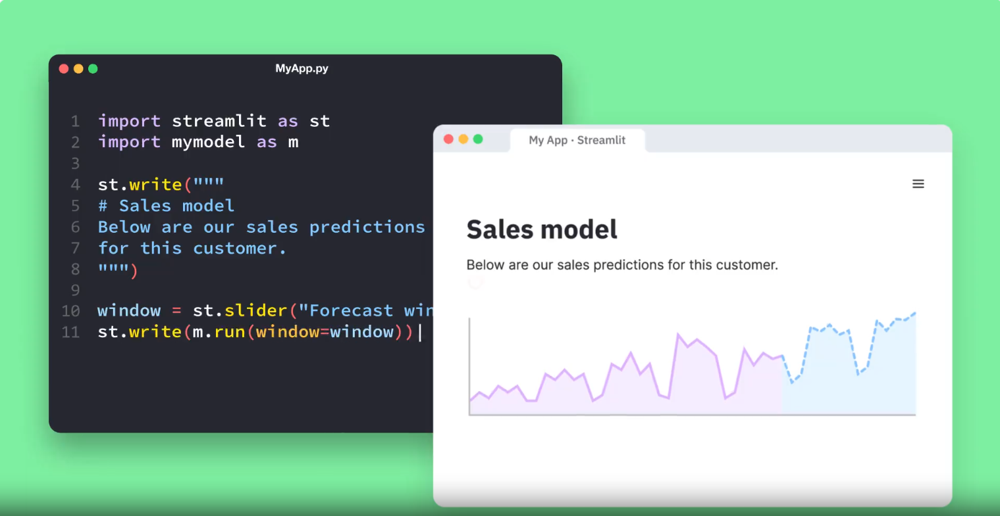 MyApp.py
1 import streamlit as st
2 import mymodel as m
3
4 st.write("""
5 # Sales model
6 Below are our sales predictions
7 for this customer.
8 """)
9
10 window = st.slider("Forecast win
11 st.write(m.run(window=window))
My App · Streamlit
Sales model
Below are our sales predictions for this customer.